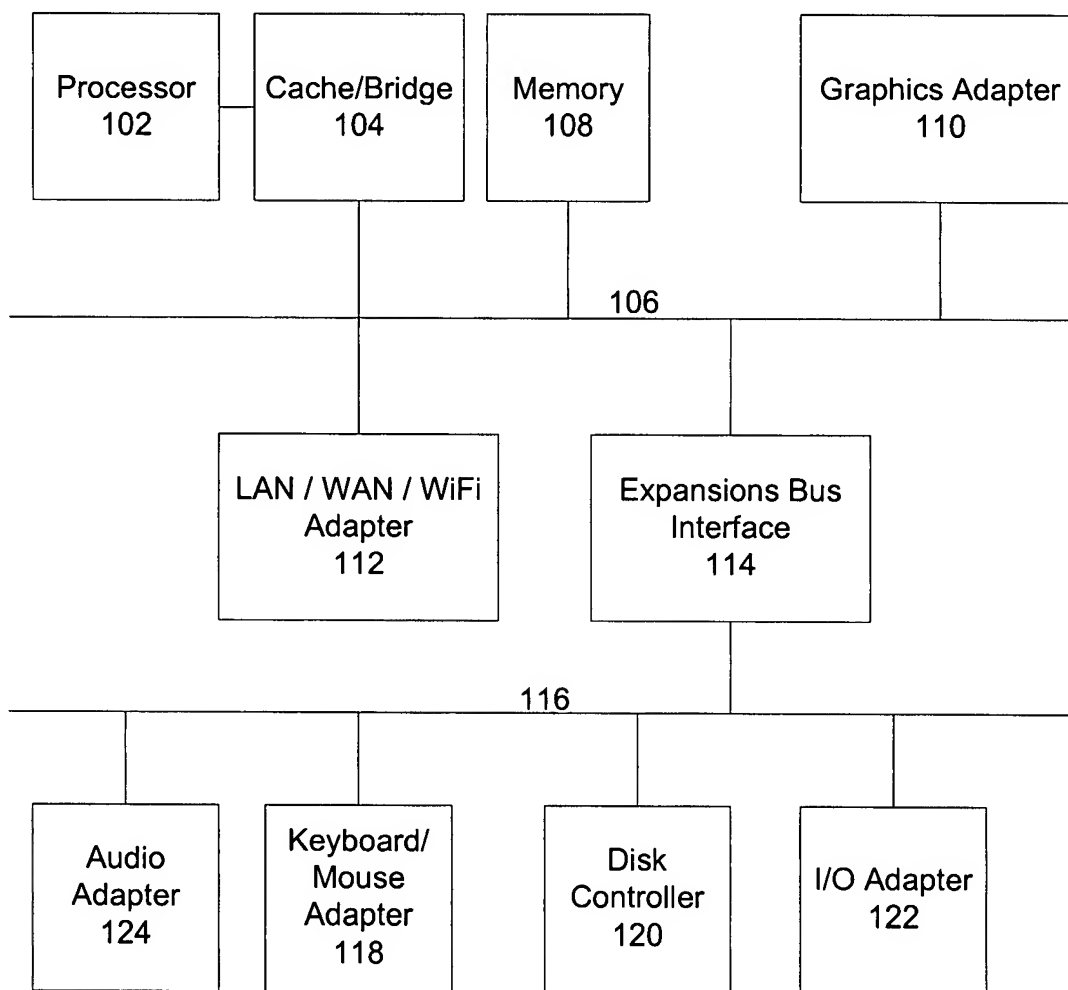 Processor
102
Cache/Bridge
104
Memory
108
Graphics Adapter
110
106
LAN / WAN / WiFi
Adapter
112
Expansions Bus
Interface
114
116
Audio
Adapter
124
Keyboard/
Mouse
Adapter
118
Disk
Controller
120
I/O Adapter
122